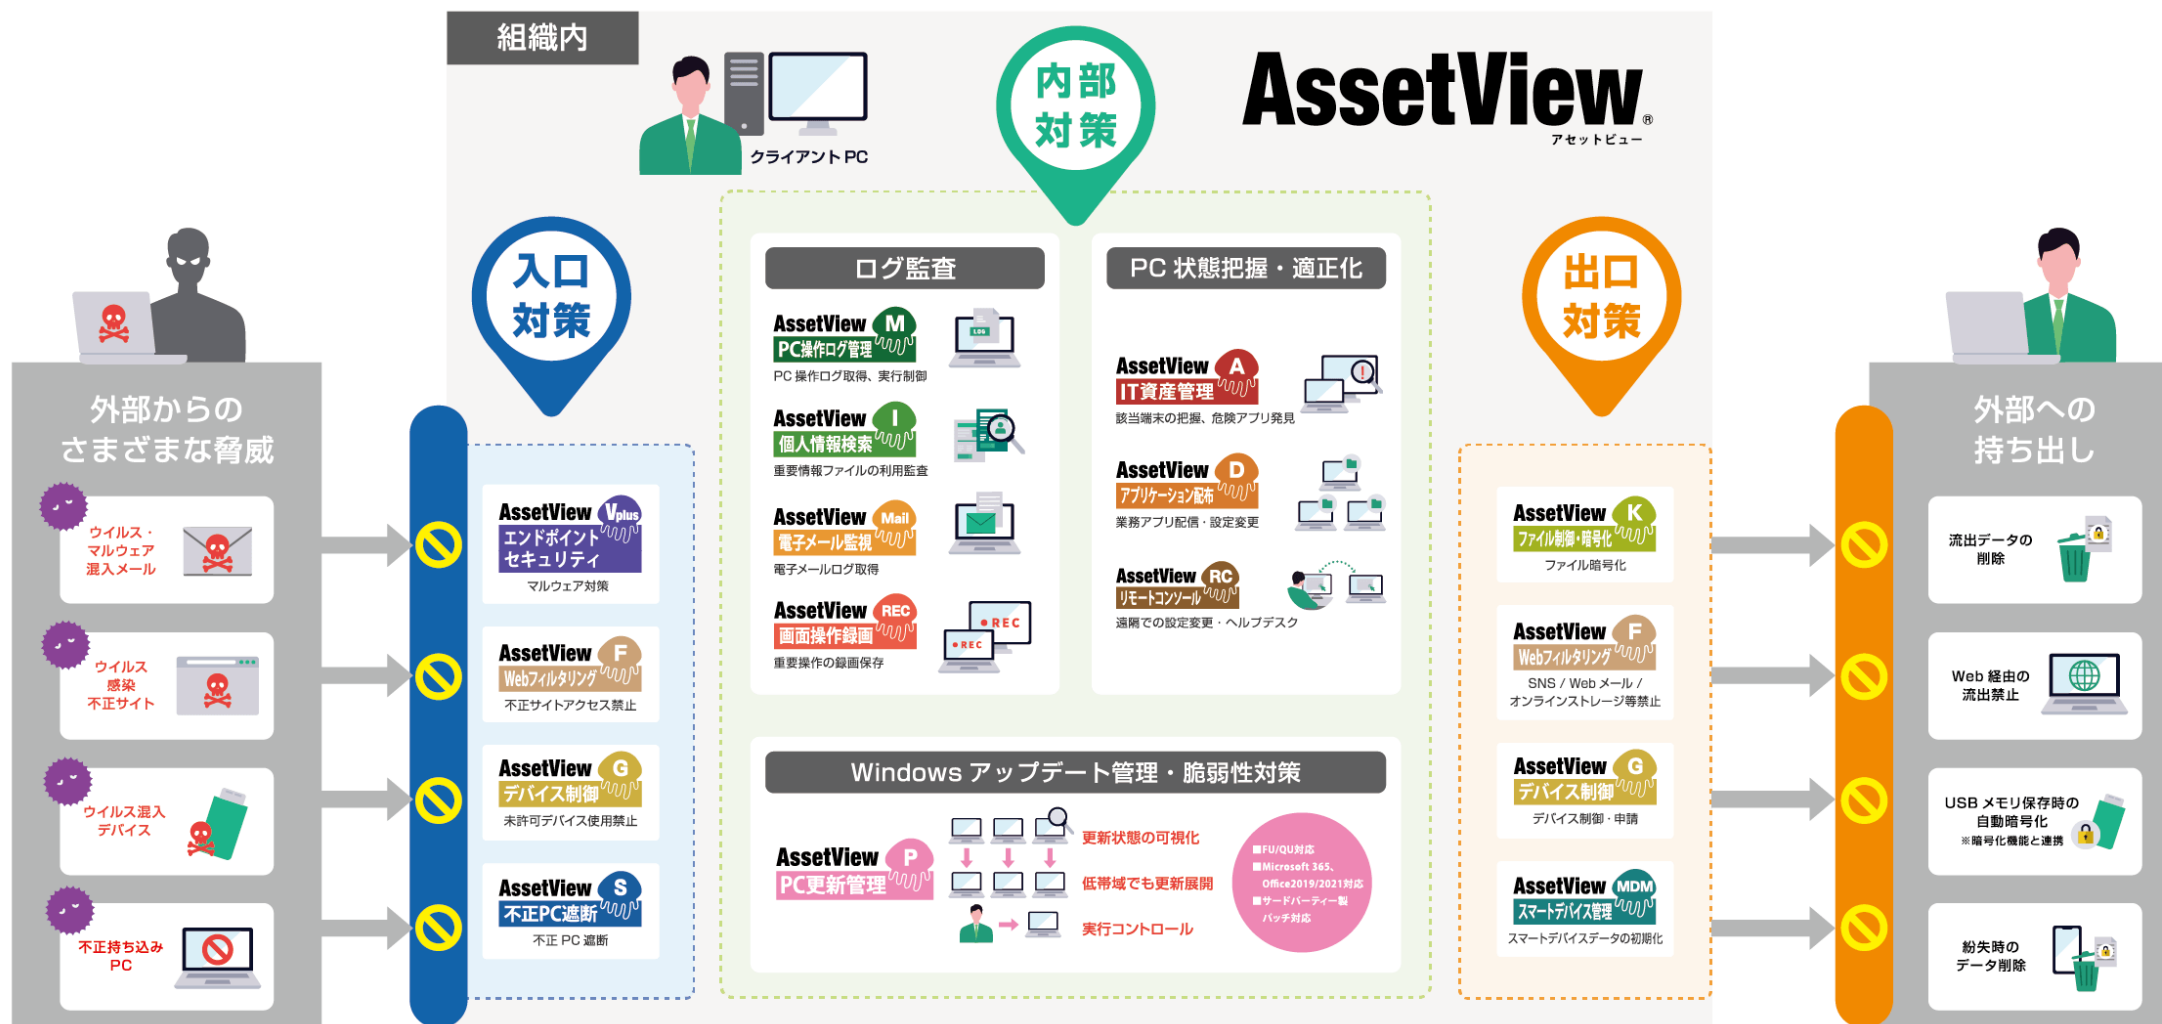 組織内
クライアントPC
内部
対策
AssetView®
アセットビュー
外部からの
さまざまな脅威
ウイルス・
マルウェア
混入メール
ウイルス
感染
不正サイト
ウイルス混入
デバイス
不正持ち込み
PC
入口
対策
AssetView Vplus
エンドポイント
セキュリティ
マルウェア対策
AssetView F
Webフィルタリング
不正サイトアクセス禁止
AssetView G
デバイス制御
未許可デバイス使用禁止
AssetView S
不正PC遮断
不正PC遮断
ログ監査
AssetView M
PC操作ログ管理
PC操作ログ取得、実行制御
LOG
AssetView I
個人情報検索
重要情報ファイルの利用監査
AssetView Mail
電子メール監視
電子メールログ取得
AssetView REC
画面操作録画
重要操作の録画保存
●REC
●REC
PC状態把握・適正化
AssetView A
IT資産管理
該当端末の把握、危険アプリ発見
AssetView D
アプリケーション配布
業務アプリ配信・設定変更
AssetView RC
リモートコンソール
遠隔での設定変更・ヘルプデスク
Windowsアップデート管理・脆弱性対策
AssetView P
PC更新管理
更新状態の可視化
低帯域でも更新展開
実行コントロール
■FU/QU対応
■Microsoft 365、
Office2019/2021対応
■サードパーティー製
パッチ対応
出口
対策
AssetView K
ファイル制御・暗号化
ファイル暗号化
AssetView F
Webフィルタリング
SNS / Webメール /
オンラインストレージ等禁止
AssetView G
デバイス制御
デバイス制御・申請
AssetView MDM
スマートデバイス管理
スマートデバイスデータの初期化
外部への
持ち出し
流出データの
削除
Web経由の
流出禁止
USBメモリ保存時の
自動暗号化
※暗号化機能と連携
紛失時の
データ削除